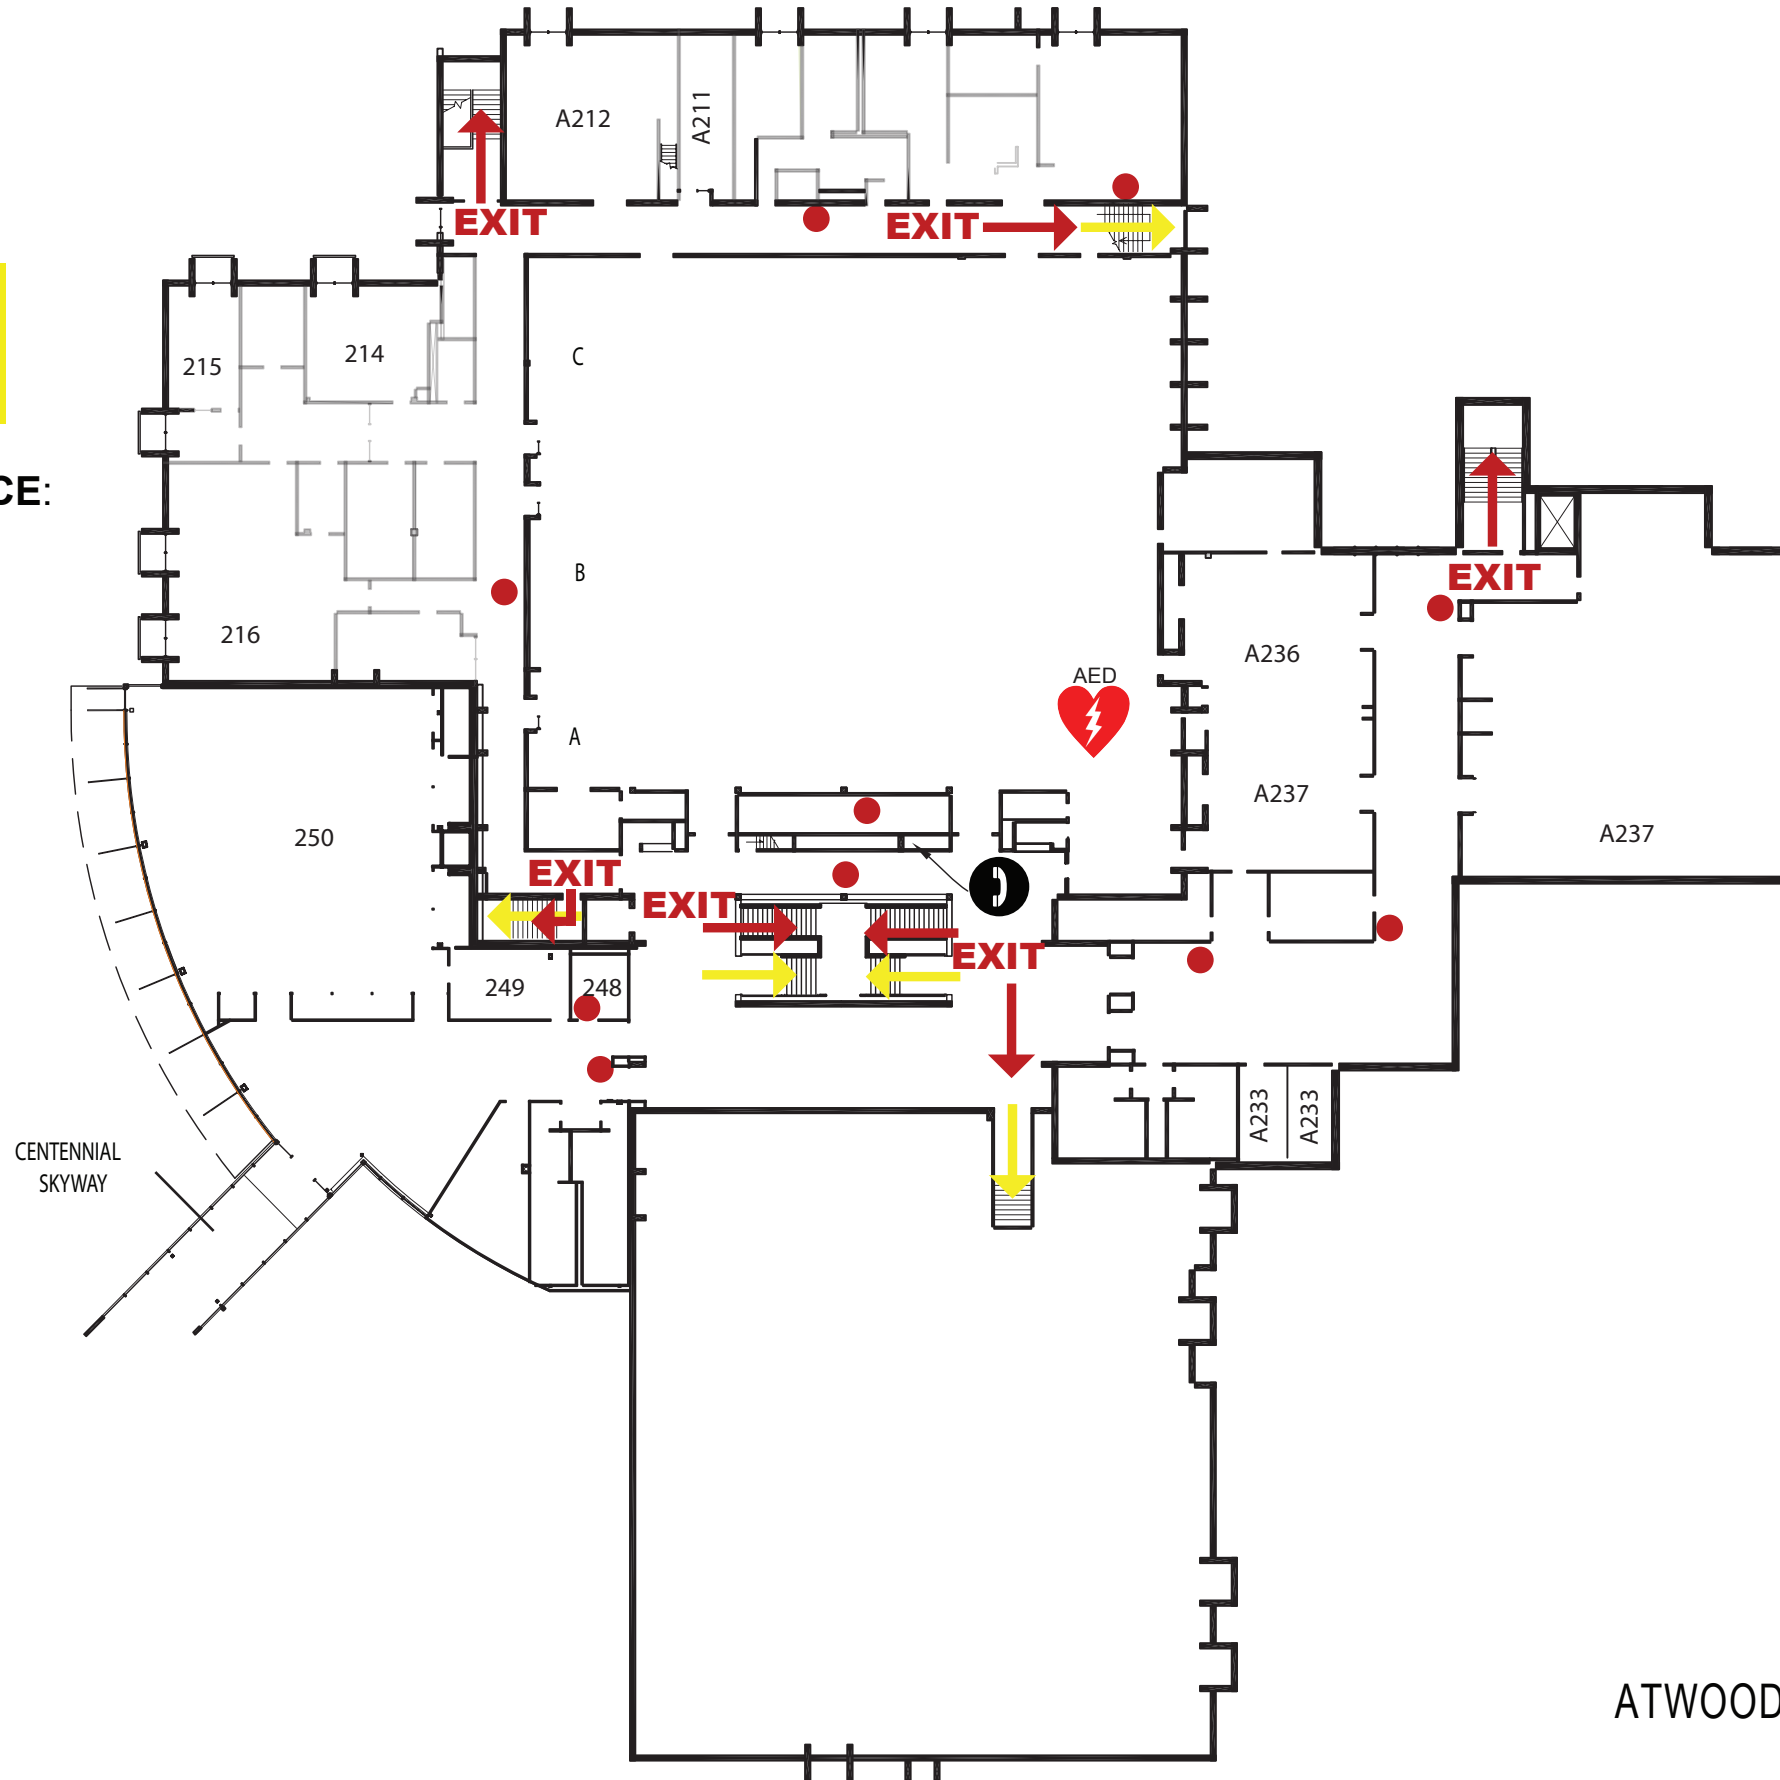 A212
A211
EXIT
EXIT
215
214
C
CE:
B
EXIT
216
A236
AED
A
A237
250
A237
EXIT
EXIT
EXIT
249
248
A233
A233
CENTENNIAL
SKYWAY
ATWOOD